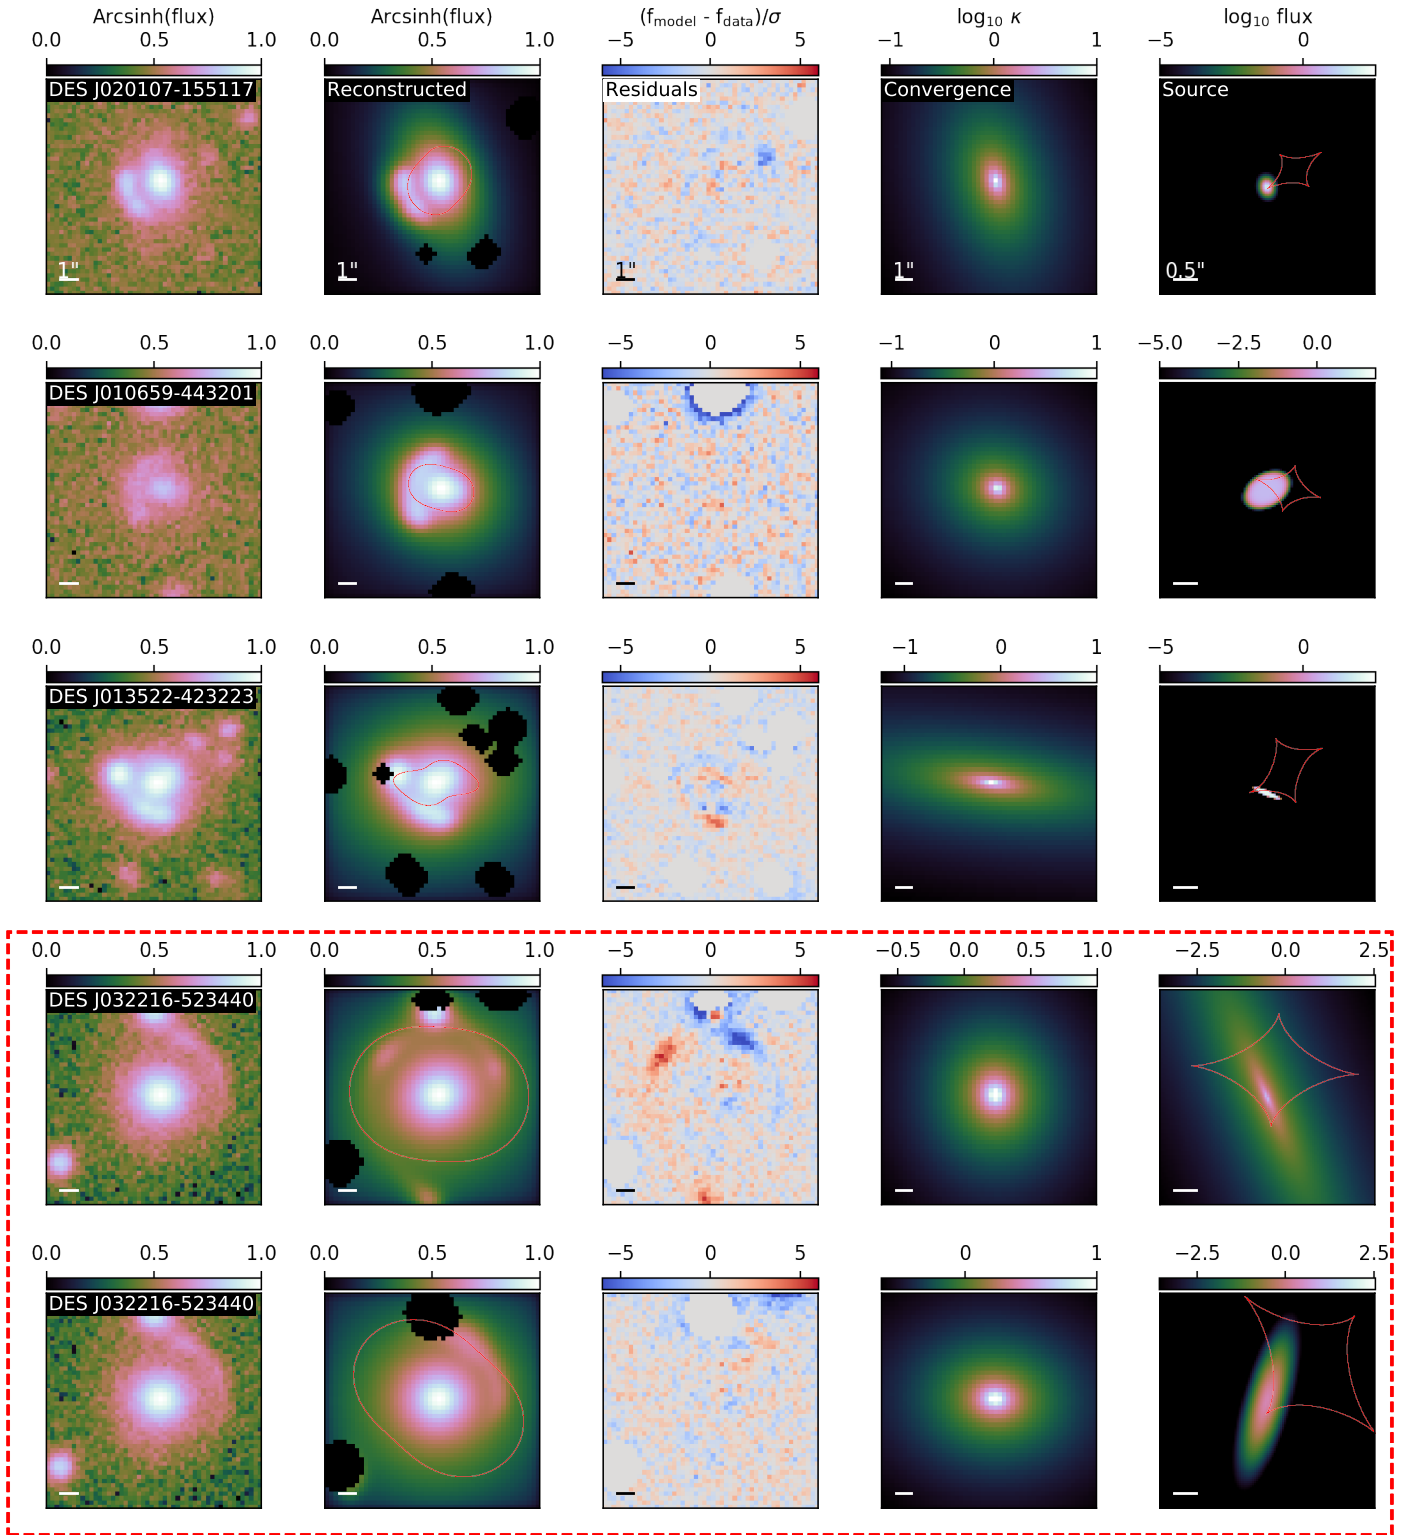 Arcsinh(flux) Arcsinh(flux) (f_model - f_data)/σ log₁₀ κ log₁₀ flux
0.0 0.5 1.0 0.0 0.5 1.0 −5 0 5 −1 0 1 −5 0
DES J020107-155117 Reconstructed Residuals Convergence Source
1" 1" 1" 1" 0.5"
0.0 0.5 1.0 0.0 0.5 1.0 −5 0 5 −1 0 1 −5.0 −2.5 0.0
DES J010659-443201
0.0 0.5 1.0 0.0 0.5 1.0 −5 0 5 −1 0 1 −5 0
DES J013522-423223
0.0 0.5 1.0 0.0 0.5 1.0 −5 0 5 −0.5 0.0 0.5 1.0 −2.5 0.0 2.5
DES J032216-523440
0.0 0.5 1.0 0.0 0.5 1.0 −5 0 5 0 1 −2.5 0.0 2.5
DES J032216-523440